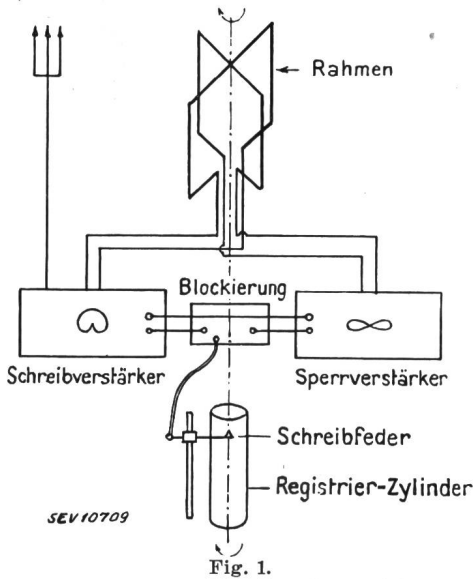 Rahmen
Blockierung
Schreibverstärker
Sperrverstärker
Schreibfeder
Registrier-Zylinder
SEV10709
Fig. 1.